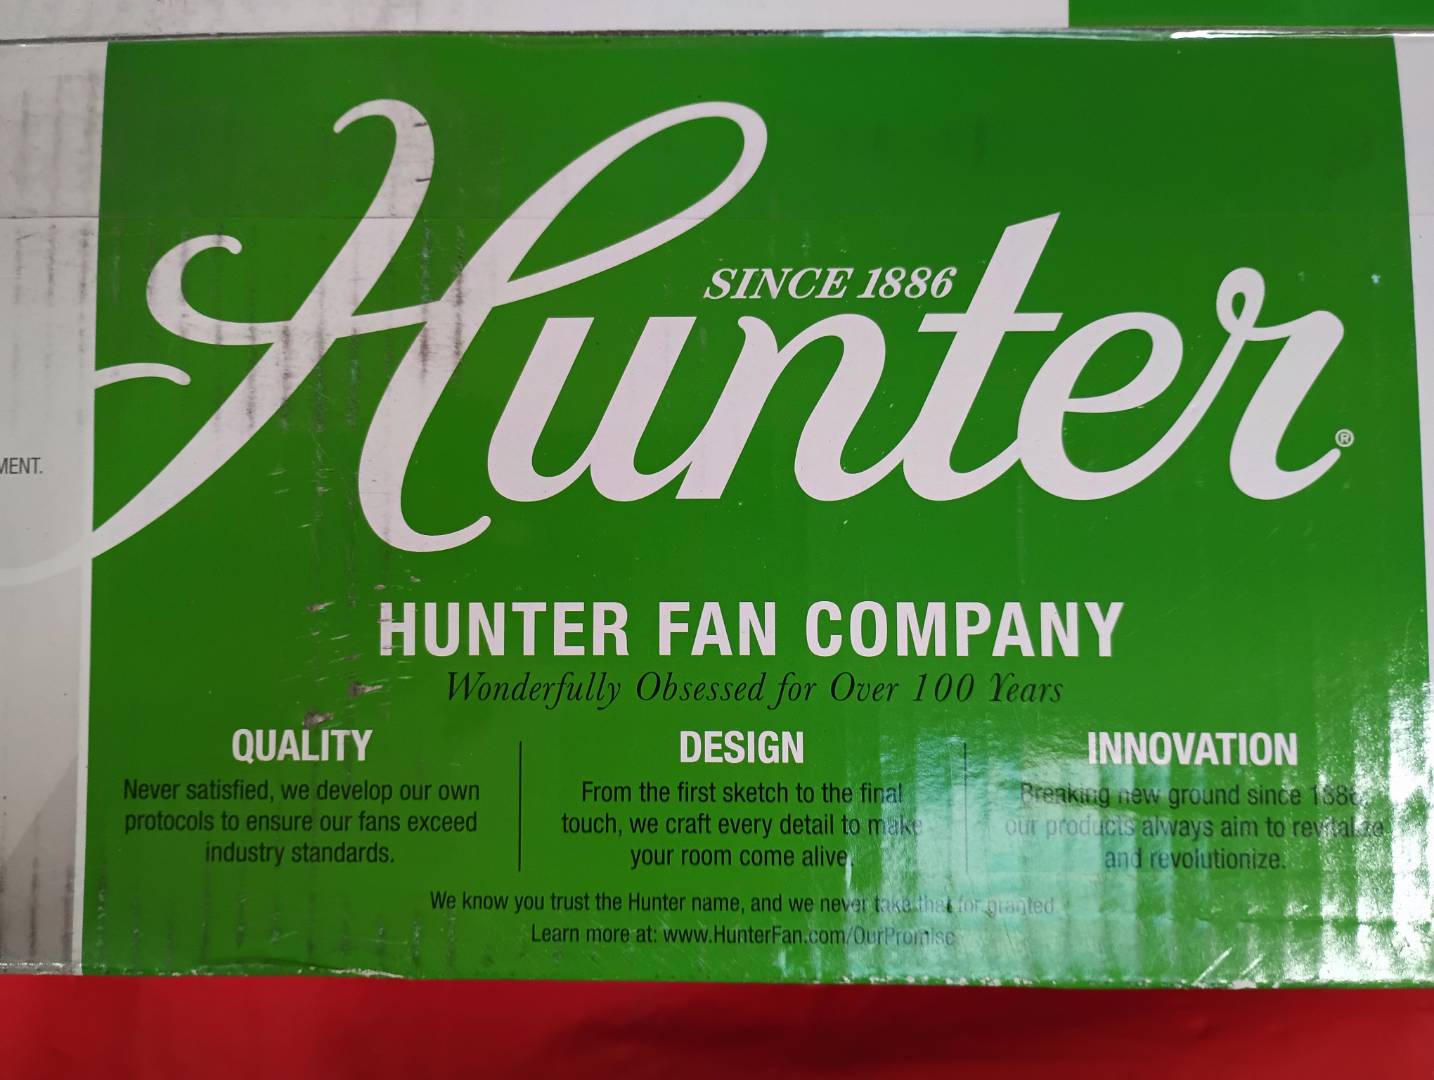 Hunter®
SINCE 1886
MENT.
HUNTER FAN COMPANY
Wonderfully Obsessed for Over 100 Years
QUALITY
Never satisfied, we develop our own
protocols to ensure our fans exceed
industry standards.
DESIGN
From the first sketch to the final
touch, we craft every detail to make
your room come alive.
INNOVATION
Breaking new ground since 1886,
our products always aim to revitalize
and revolutionize.
We know you trust the Hunter name, and we never take that for granted.
Learn more at: www.HunterFan.com/OurPromise